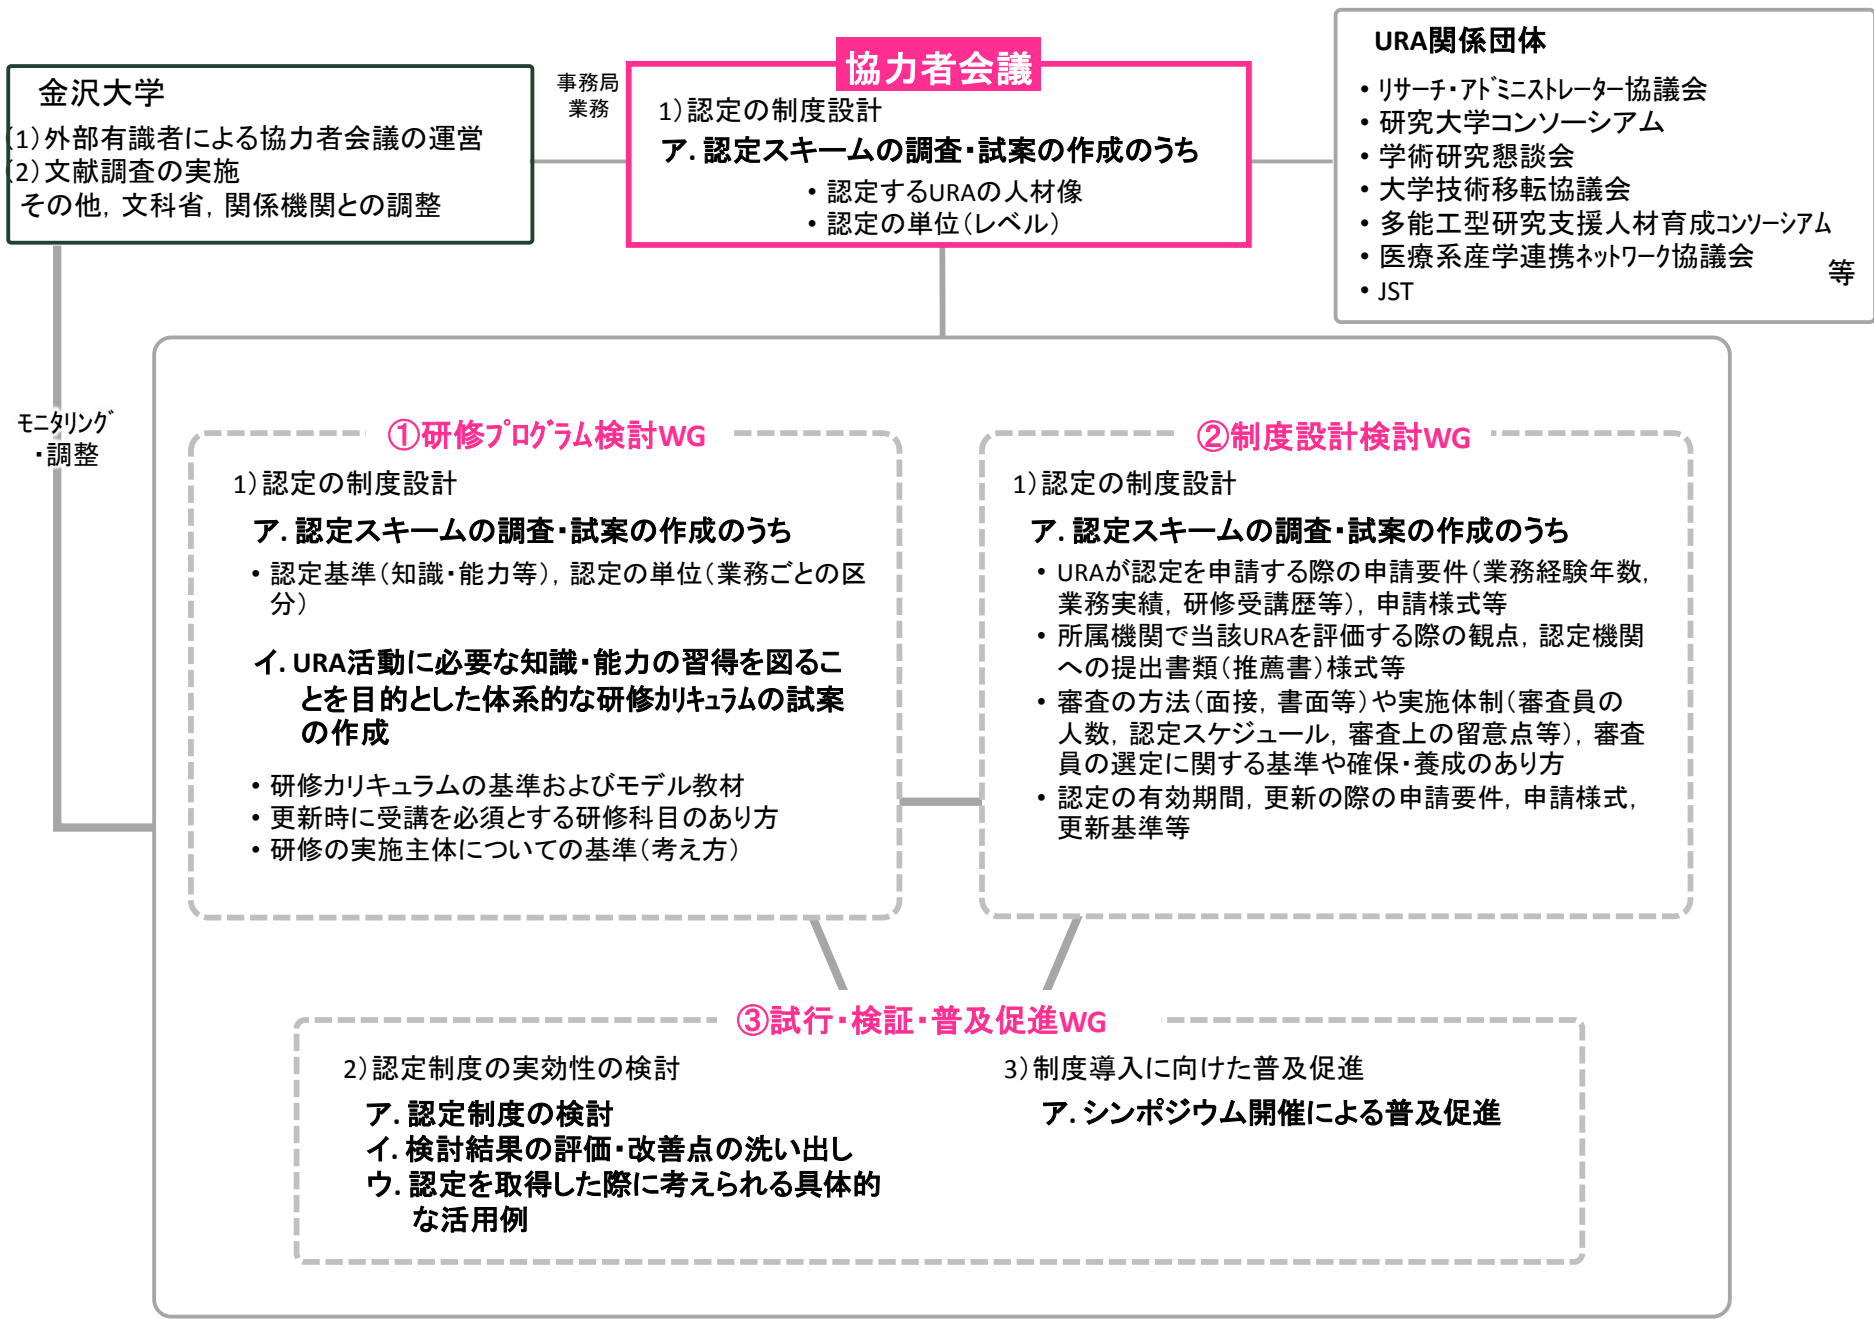 金沢大学
(1)外部有識者による協力者会議の運営
(2)文献調査の実施
その他，文科省，関係機関との調整
事務局
業務
協力者会議
1)認定の制度設計
ア．認定スキームの調査・試案の作成のうち
・認定するURAの人材像
・認定の単位(レベル)
URA関係団体
・ﾘｻｰﾁ・ｱﾄﾞﾐﾆｽﾄﾚｰﾀｰ協議会
・研究大学コンソーシアム
・学術研究懇談会
・大学技術移転協議会
・多能工型研究支援人材育成ｺﾝｿｰｼｱﾑ
・医療系産学連携ﾈｯﾄﾜｰｸ協議会
・JST
等
ﾓﾆﾀﾘﾝｸﾞ
・調整
①研修ﾌﾟﾛｸﾞﾗﾑ検討WG
1)認定の制度設計
ア．認定スキームの調査・試案の作成のうち
・認定基準(知識・能力等)，認定の単位(業務ごとの区
分)
イ．URA活動に必要な知識・能力の習得を図るこ
とを目的とした体系的な研修ｶﾘｷｭﾗﾑの試案
の作成
・研修カリキュラムの基準およびモデル教材
・更新時に受講を必須とする研修科目のあり方
・研修の実施主体についての基準(考え方)
②制度設計検討WG
1)認定の制度設計
ア．認定スキームの調査・試案の作成のうち
・URAが認定を申請する際の申請要件(業務経験年数，
業務実績，研修受講歴等)，申請様式等
・所属機関で当該URAを評価する際の観点，認定機関
への提出書類(推薦書)様式等
・審査の方法(面接，書面等)や実施体制(審査員の
人数，認定スケジュール，審査上の留意点等)，審査
員の選定に関する基準や確保・養成のあり方
・認定の有効期間，更新の際の申請要件，申請様式，
更新基準等
③試行・検証・普及促進WG
2)認定制度の実効性の検討
ア．認定制度の検討
イ．検討結果の評価・改善点の洗い出し
ウ．認定を取得した際に考えられる具体的
な活用例
3)制度導入に向けた普及促進
ア．シンポジウム開催による普及促進